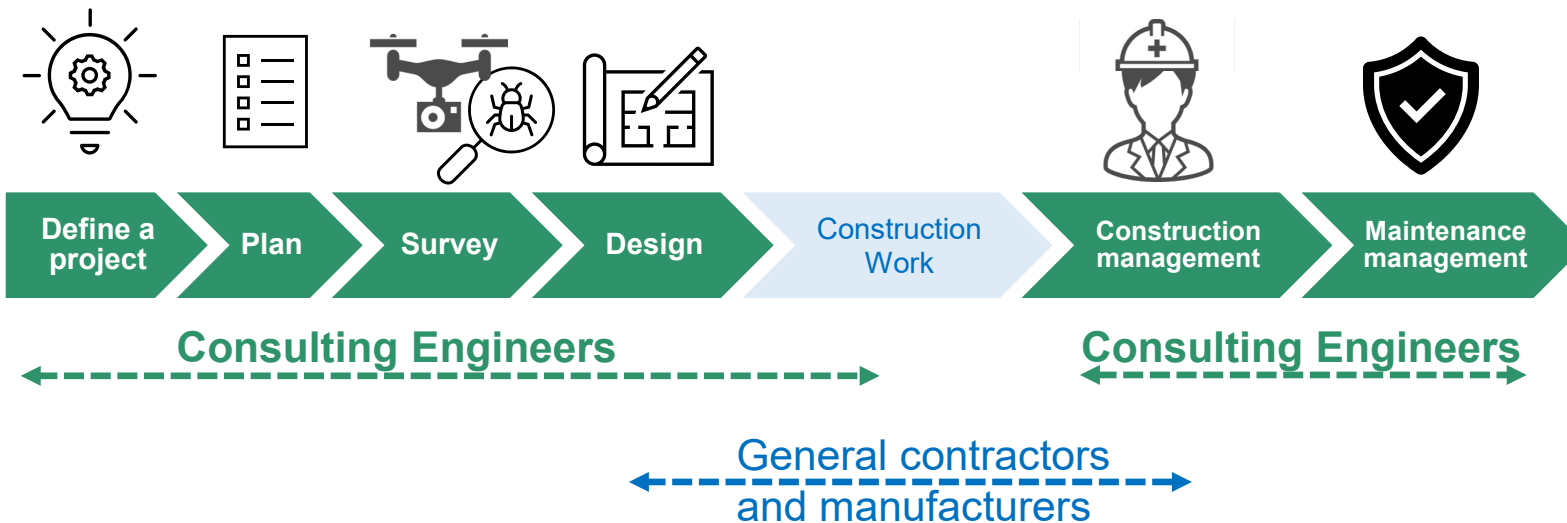 Define a
project
Plan
Survey
Design
Construction
Work
Construction
management
Maintenance
management
Consulting Engineers
Consulting Engineers
General contractors
and manufacturers